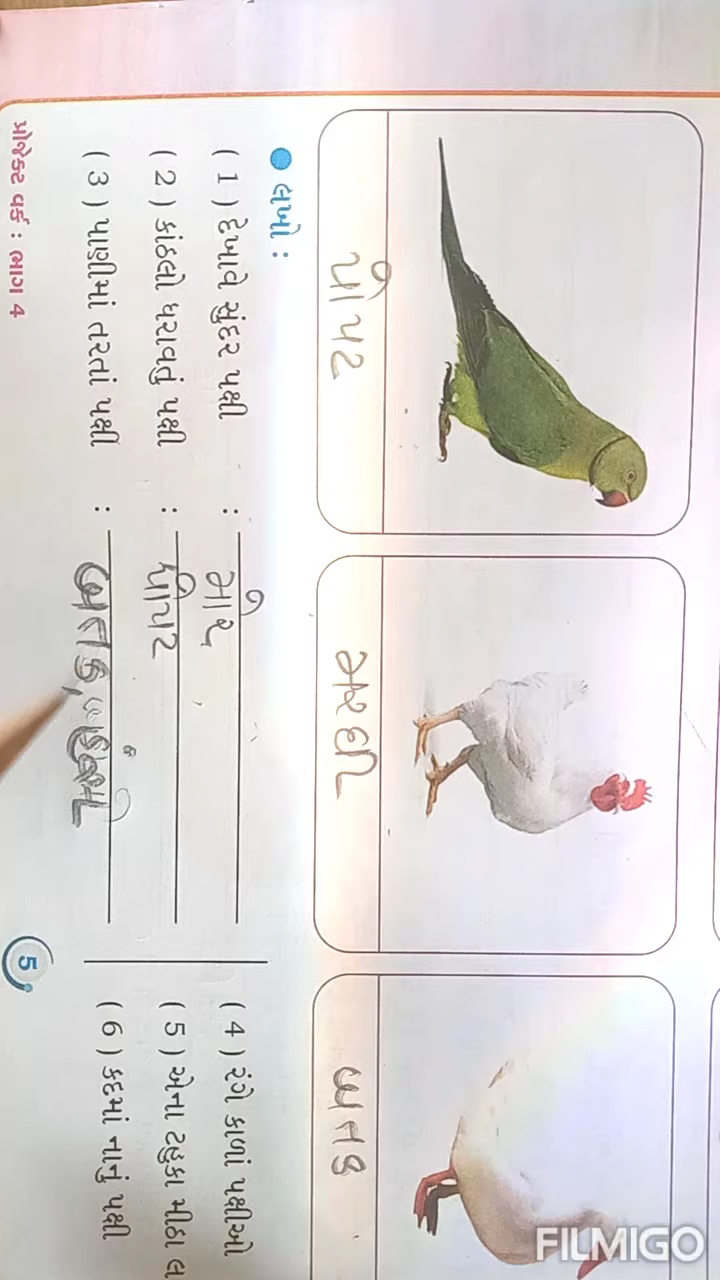 પોપટ
મરઘી
બતક
● લખો :
( 1 ) દેખાવે સુંદર પક્ષી : મોર
( 2 ) કાંઠલો ધરાવતું પક્ષી : પોપટ
( 3 ) પાણીમાં તરતાં પક્ષી : બતક,
( 4 ) રંગે કાળાં પક્ષીઓ
( 5 ) એના ટહુકા મીઠા લ
( 6 ) કદમાં નાનું પક્ષી
પ્રોજેક્ટ વર્ક : ભાગ 4
5
FILMIGO